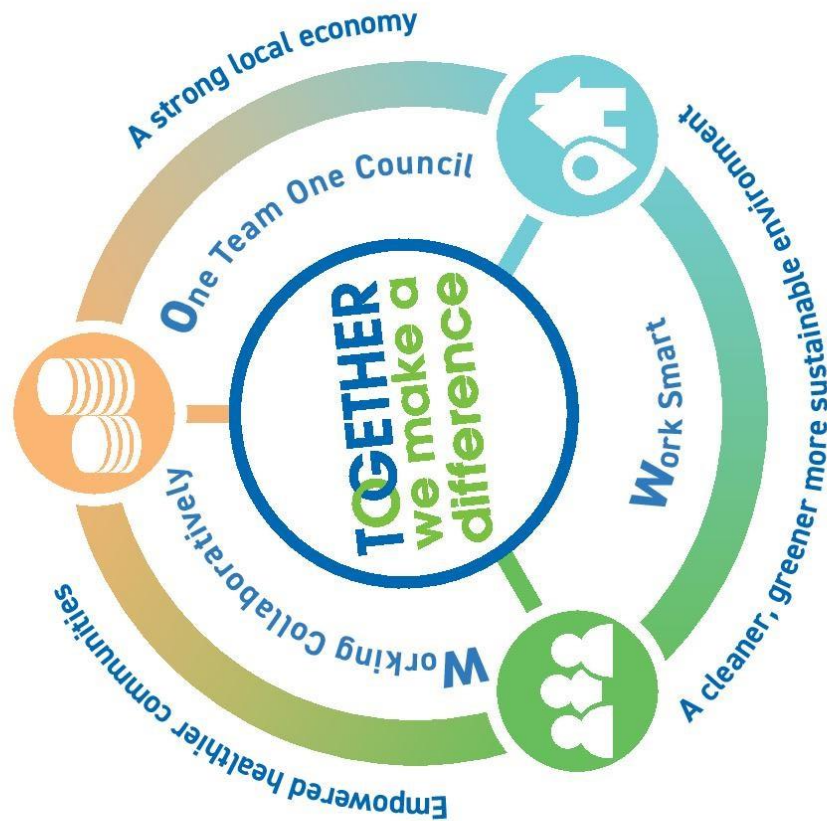 TOGETHER
we make a
difference
One Team One Council
Work Smart
Working Collaboratively
A strong local economy
A cleaner, greener more sustainable environment
Empowered healthier communities